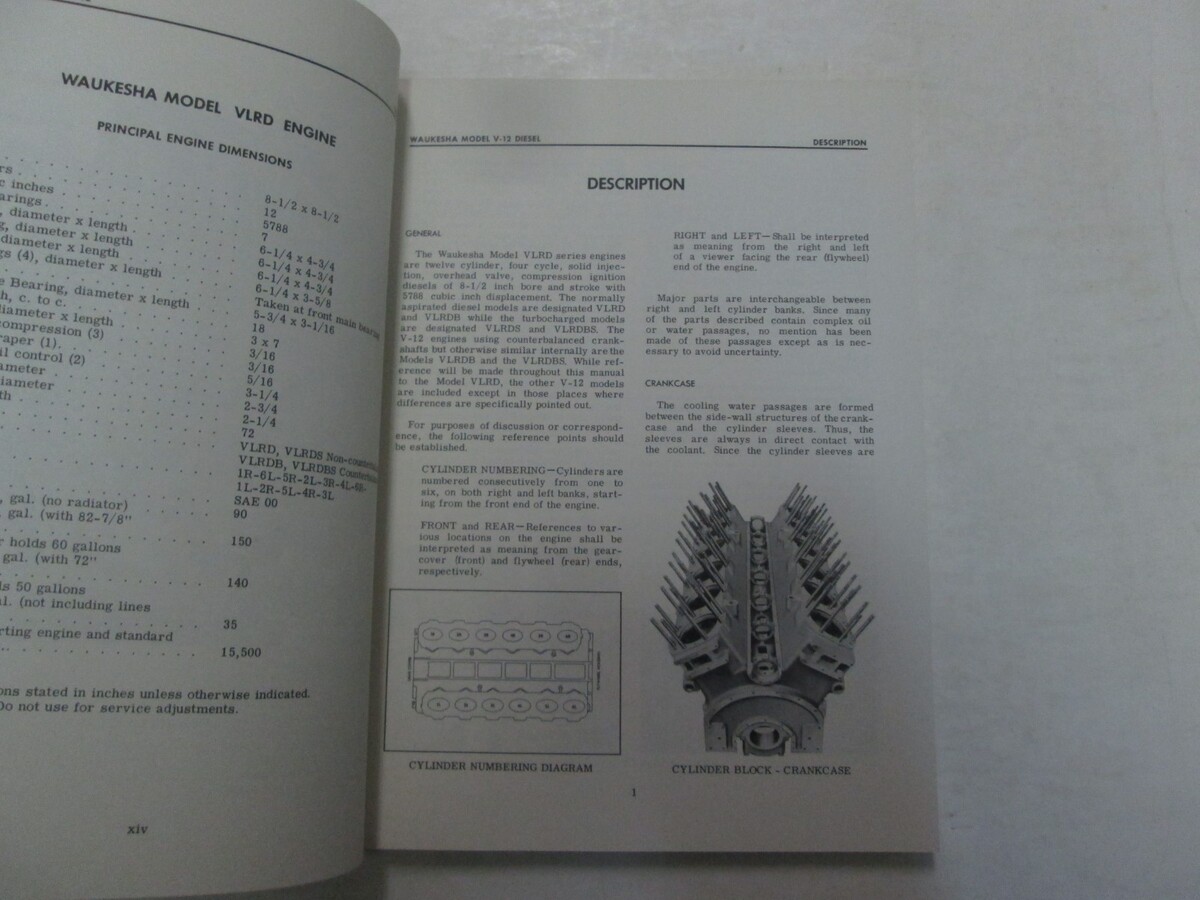 WAUKESHA MODEL VLRD ENGINE
PRINCIPAL ENGINE DIMENSIONS
8-1/2 x 8-1/2
12
c inches
5788
arings
7
, diameter x length
6-1/4 x 4-3/4
g, diameter x length
6-1/4 x 4-3/4
diameter x length
6-1/4 x 4-3/4
gs (4), diameter x length
6-1/4 x 3-5/8
Taken at front main
e Bearing, diameter x length
5-3/4 x 3-1/16
h, c. to c.
18
diameter x length
3 x 7
compression (3)
3/16
raper (1).
3/16
il control (2)
5/16
ameter
3-1/4
iameter
2-3/4
th
2-1/4
72
VLRD, VLRDS
VLRDB, VLRDBS
1R-6L-5R-2L-3R-4L-6R-
1L-2R-5L-4R-3L
SAE 00
, gal. (no radiator)
90
gal. (with 82-7/8"
150
r holds 60 gallons
gal. (with 72"
140
ds 50 gallons
al. (not including lines
35
rting engine and standard
15,500
ons stated in inches unless otherwise indicated.
Do not use for service adjustments.
xiv
WAUKESHA MODEL V-12 DIESEL
DESCRIPTION
DESCRIPTION
GENERAL
The Waukesha Model VLRD series engines
are twelve cylinder, four cycle, solid injec-
tion, overhead valve, compression ignition
diesels of 8-1/2 inch bore and stroke with
5788 cubic inch displacement. The normally
aspirated diesel models are designated VLRD
and VLRDB while the turbocharged models
are designated VLRDS and VLRDBS. The
V-12 engines using counterbalanced crank-
shafts but otherwise similar internally are the
Models VLRDB and the VLRDBS. While ref-
erence will be made throughout this manual
to the Model VLRD, the other V-12 models
are included except in those places where
differences are specifically pointed out.
For purposes of discussion or correspond-
ence, the following reference points should
be established.
CYLINDER NUMBERING—Cylinders are
numbered consecutively from one to
six, on both right and left banks, start-
ing from the front end of the engine.
FRONT and REAR—References to var-
ious locations on the engine shall be
interpreted as meaning from the gear-
cover (front) and flywheel (rear) ends,
respectively.
CYLINDER NUMBERING DIAGRAM
RIGHT and LEFT—Shall be interpreted
as meaning from the right and left
of a viewer facing the rear (flywheel)
end of the engine.
Major parts are interchangeable between
right and left cylinder banks. Since many
of the parts described contain complex oil
or water passages, no mention has been
made of these passages except as is nec-
essary to avoid uncertainty.
CRANKCASE
The cooling water passages are formed
between the side-wall structures of the crank-
case and the cylinder sleeves. Thus, the
sleeves are always in direct contact with
the coolant. Since the cylinder sleeves are
CYLINDER BLOCK - CRANKCASE
1